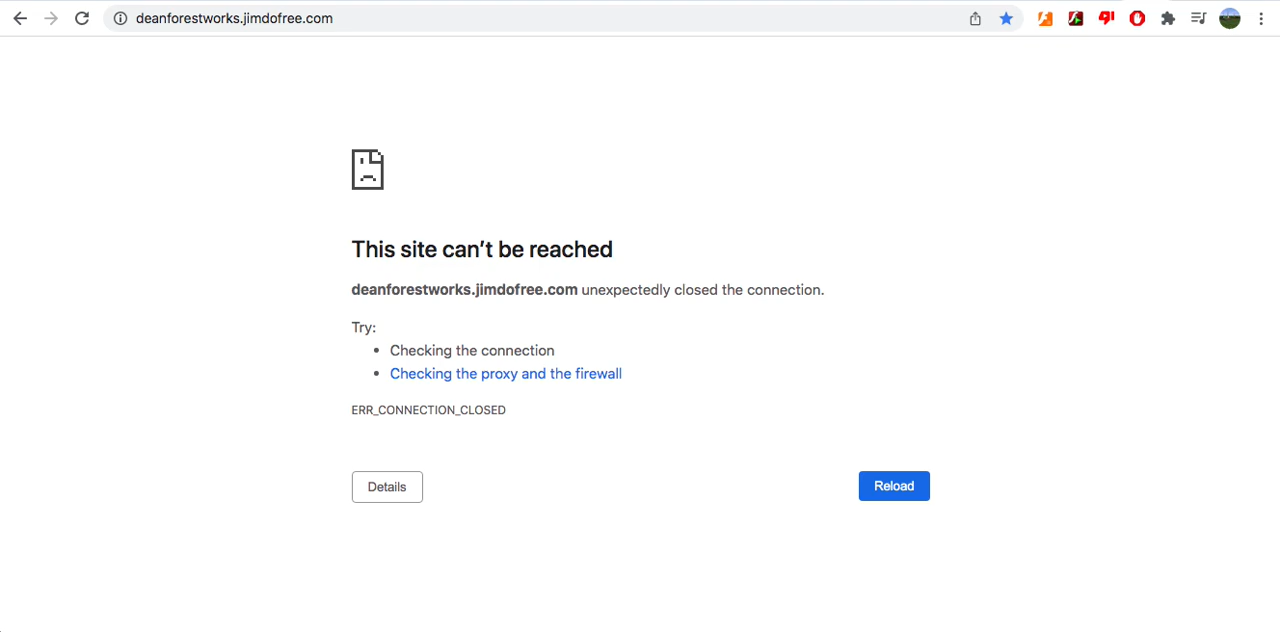 deanforestworks.jimdofree.com
This site can't be reached
deanforestworks.jimdofree.com unexpectedly closed the connection.
Try:
• Checking the connection
• Checking the proxy and the firewall
ERR_CONNECTION_CLOSED
Details
Reload